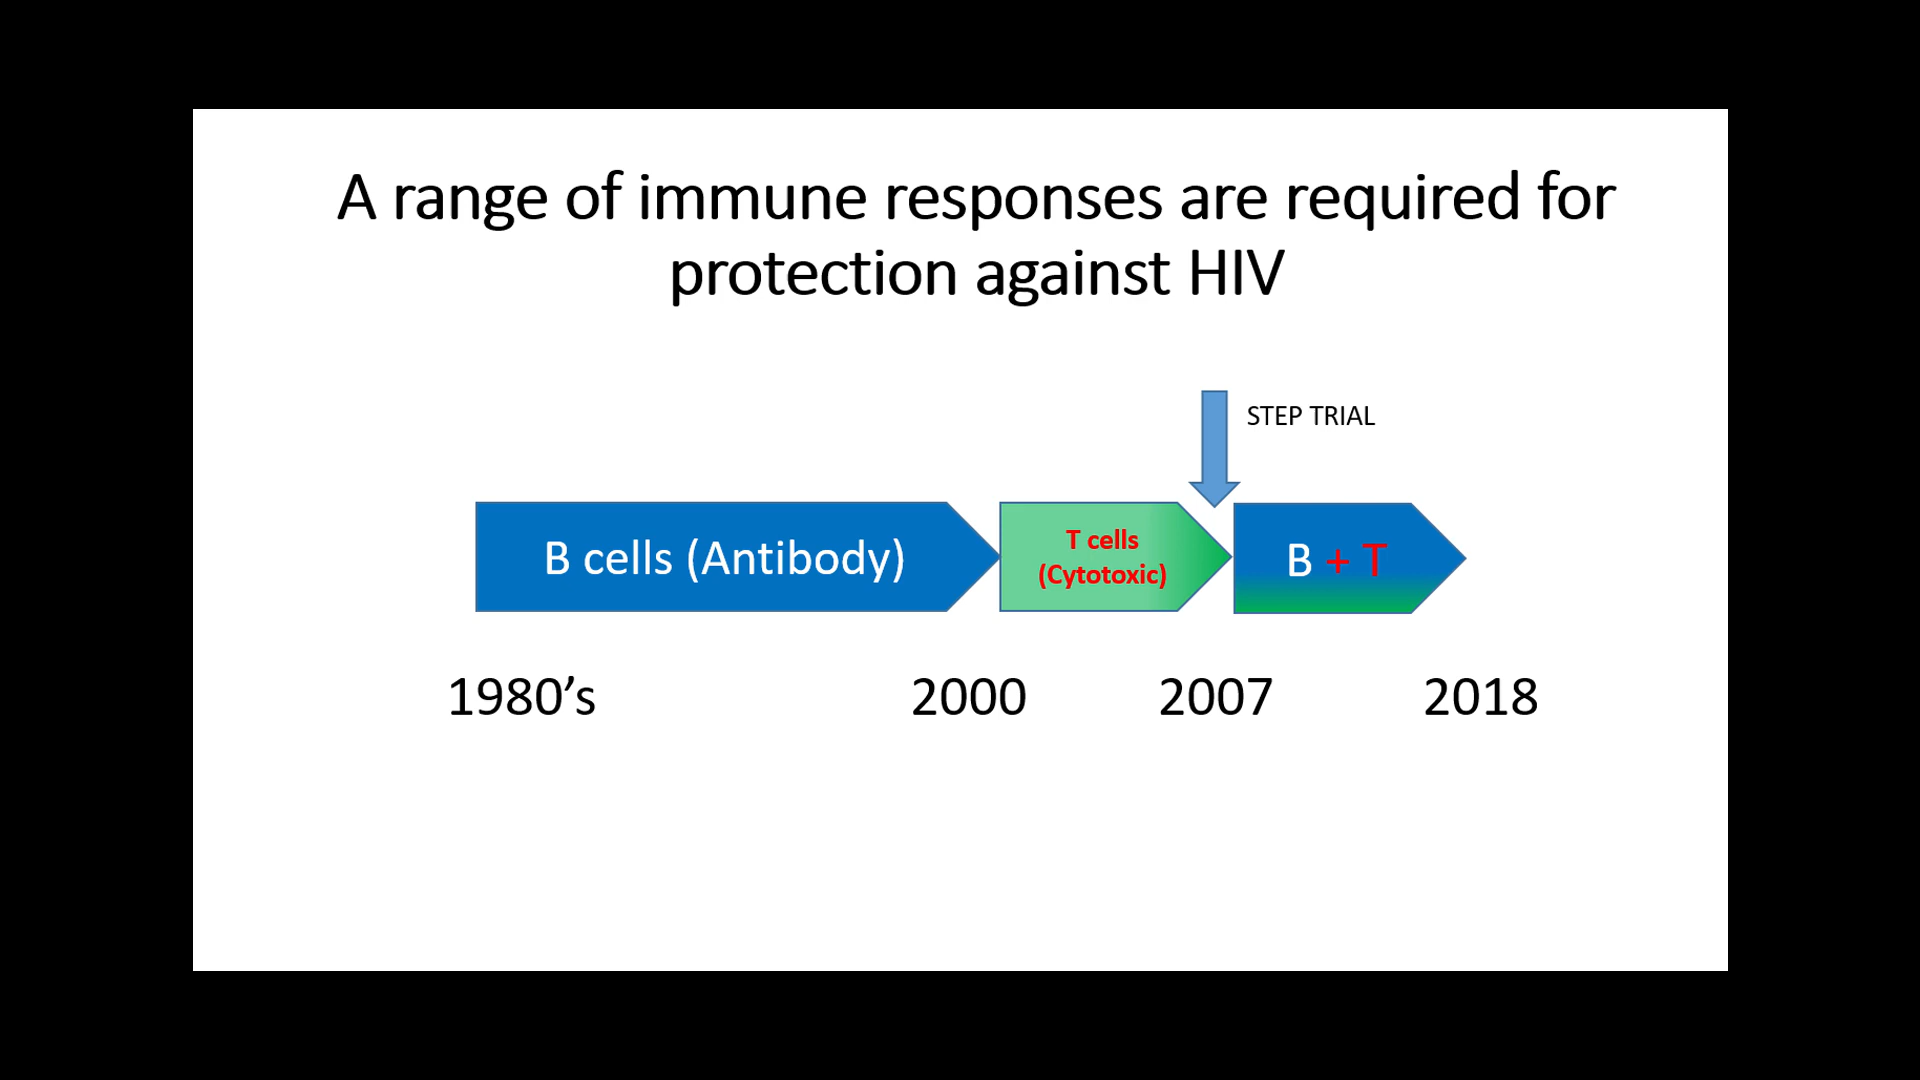 A range of immune responses are required for
protection against HIV
STEP TRIAL
B cells (Antibody)
T cells
(Cytotoxic)
B + T
1980’s
2000
2007
2018